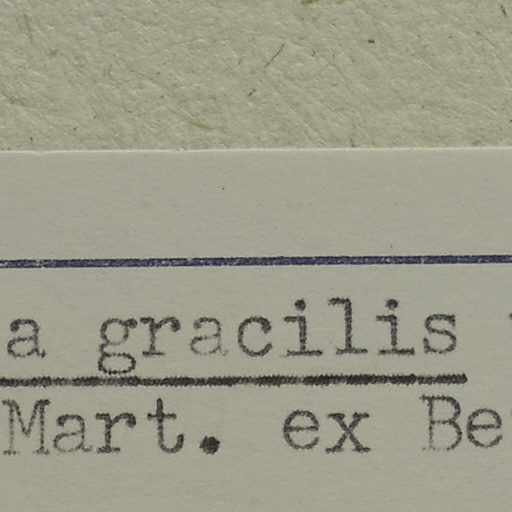 a gracilis
Mart. ex Be